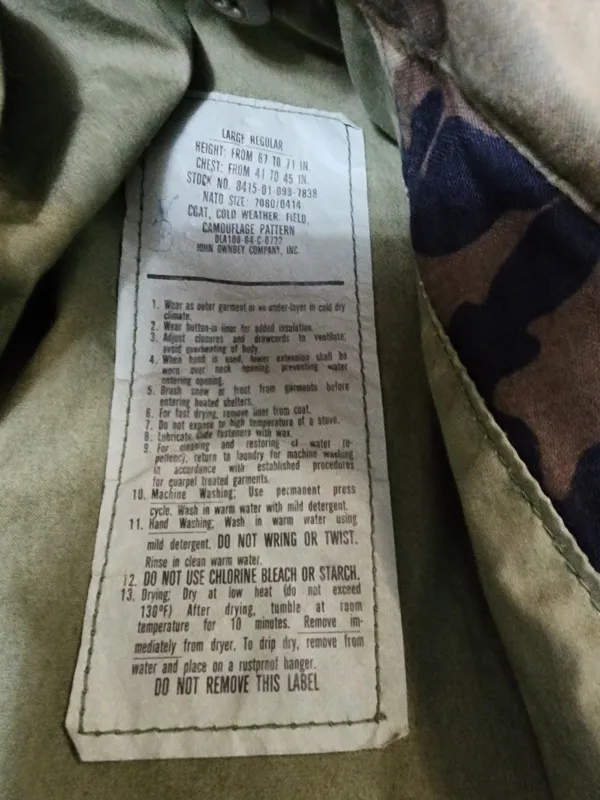 LARGE REGULAR
HEIGHT: FROM 67 TO 71 IN.
CHEST: FROM 41 TO 45 IN.
STOCK NO. 8415-01-099-7838
NATO SIZE: 7080/0414
COAT, COLD WEATHER: FIELD,
CAMOUFLAGE PATTERN
DLA100-84-C-0722
JOHN OWNBEY COMPANY, INC.
1. Wear as outer garment or as under-layer in cold dry
climate.
2. Wear button-in liner for added insulation.
3. Adjust closures and drawcords to ventilate;
avoid overheating of body.
4. When hood is used, lower extension shall be
worn over neck opening, preventing water
entering opening.
5. Brush snow or frost from garments before
entering heated shelters.
6. For fast drying, remove liner from coat.
7. Do not expose to high temperature of a stove.
8. Lubricate slide fasteners with wax.
9. For cleaning and restoring of water re-
pellency, return to laundry for machine washing
in accordance with established procedures
for quarpel treated garments.
10. Machine Washing; Use permanent press
cycle. Wash in warm water with mild detergent.
11. Hand Washing; Wash in warm water using
mild detergent. DO NOT WRING OR TWIST.
Rinse in clean warm water.
12. DO NOT USE CHLORINE BLEACH OR STARCH.
13. Drying; Dry at low heat (do not exceed
130°F) After drying, tumble at room
temperature for 10 minutes. Remove im-
mediately from dryer. To drip dry, remove from
water and place on a rustproof hanger.
DO NOT REMOVE THIS LABEL